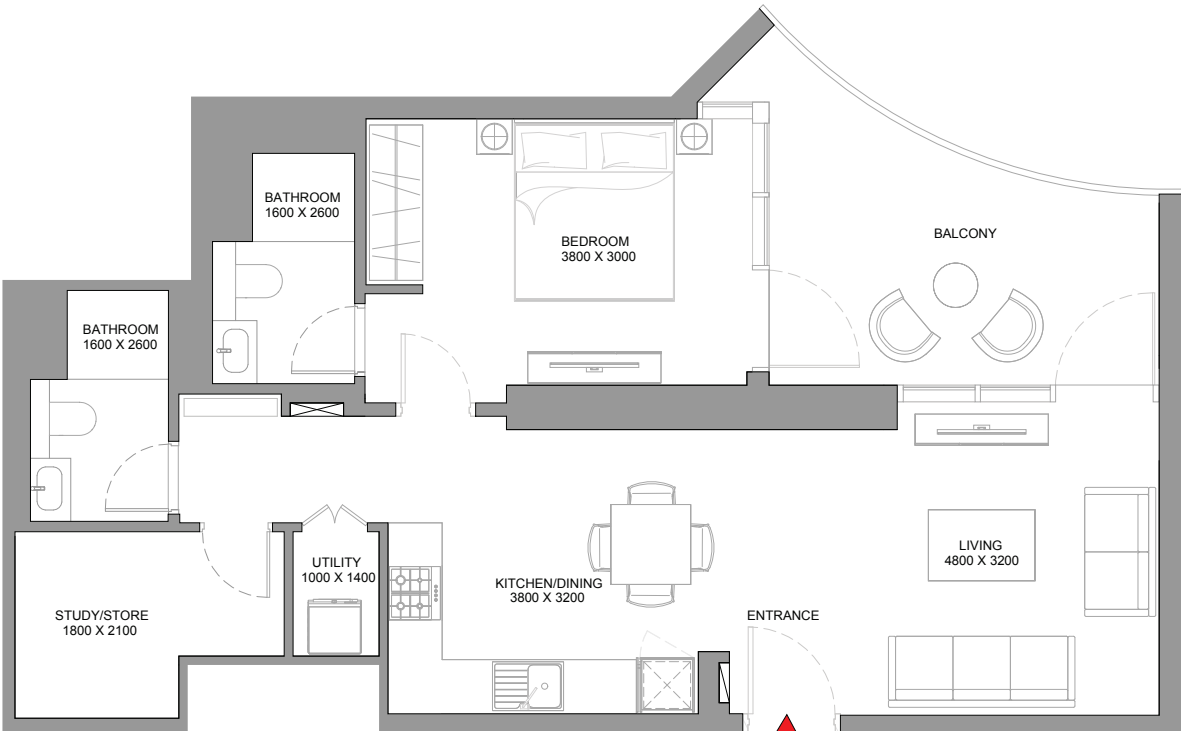 BATHROOM
1600 X 2600
BEDROOM
3800 X 3000
BALCONY
BATHROOM
1600 X 2600
UTILITY
1000 X 1400
LIVING
4800 X 3200
KITCHEN/DINING
3800 X 3200
STUDY/STORE
1800 X 2100
ENTRANCE